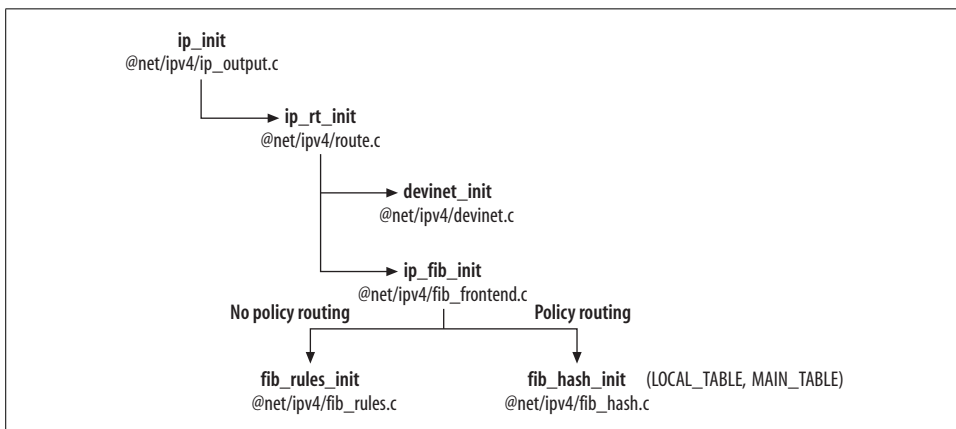 ip_init
@net/ipv4/ip_output.c
ip_rt_init
@net/ipv4/route.c
devinet_init
@net/ipv4/devinet.c
ip_fib_init
@net/ipv4/fib_frontend.c
No policy routing
Policy routing
fib_rules_init
@net/ipv4/fib_rules.c
fib_hash_init (LOCAL_TABLE, MAIN_TABLE)
@net/ipv4/fib_hash.c